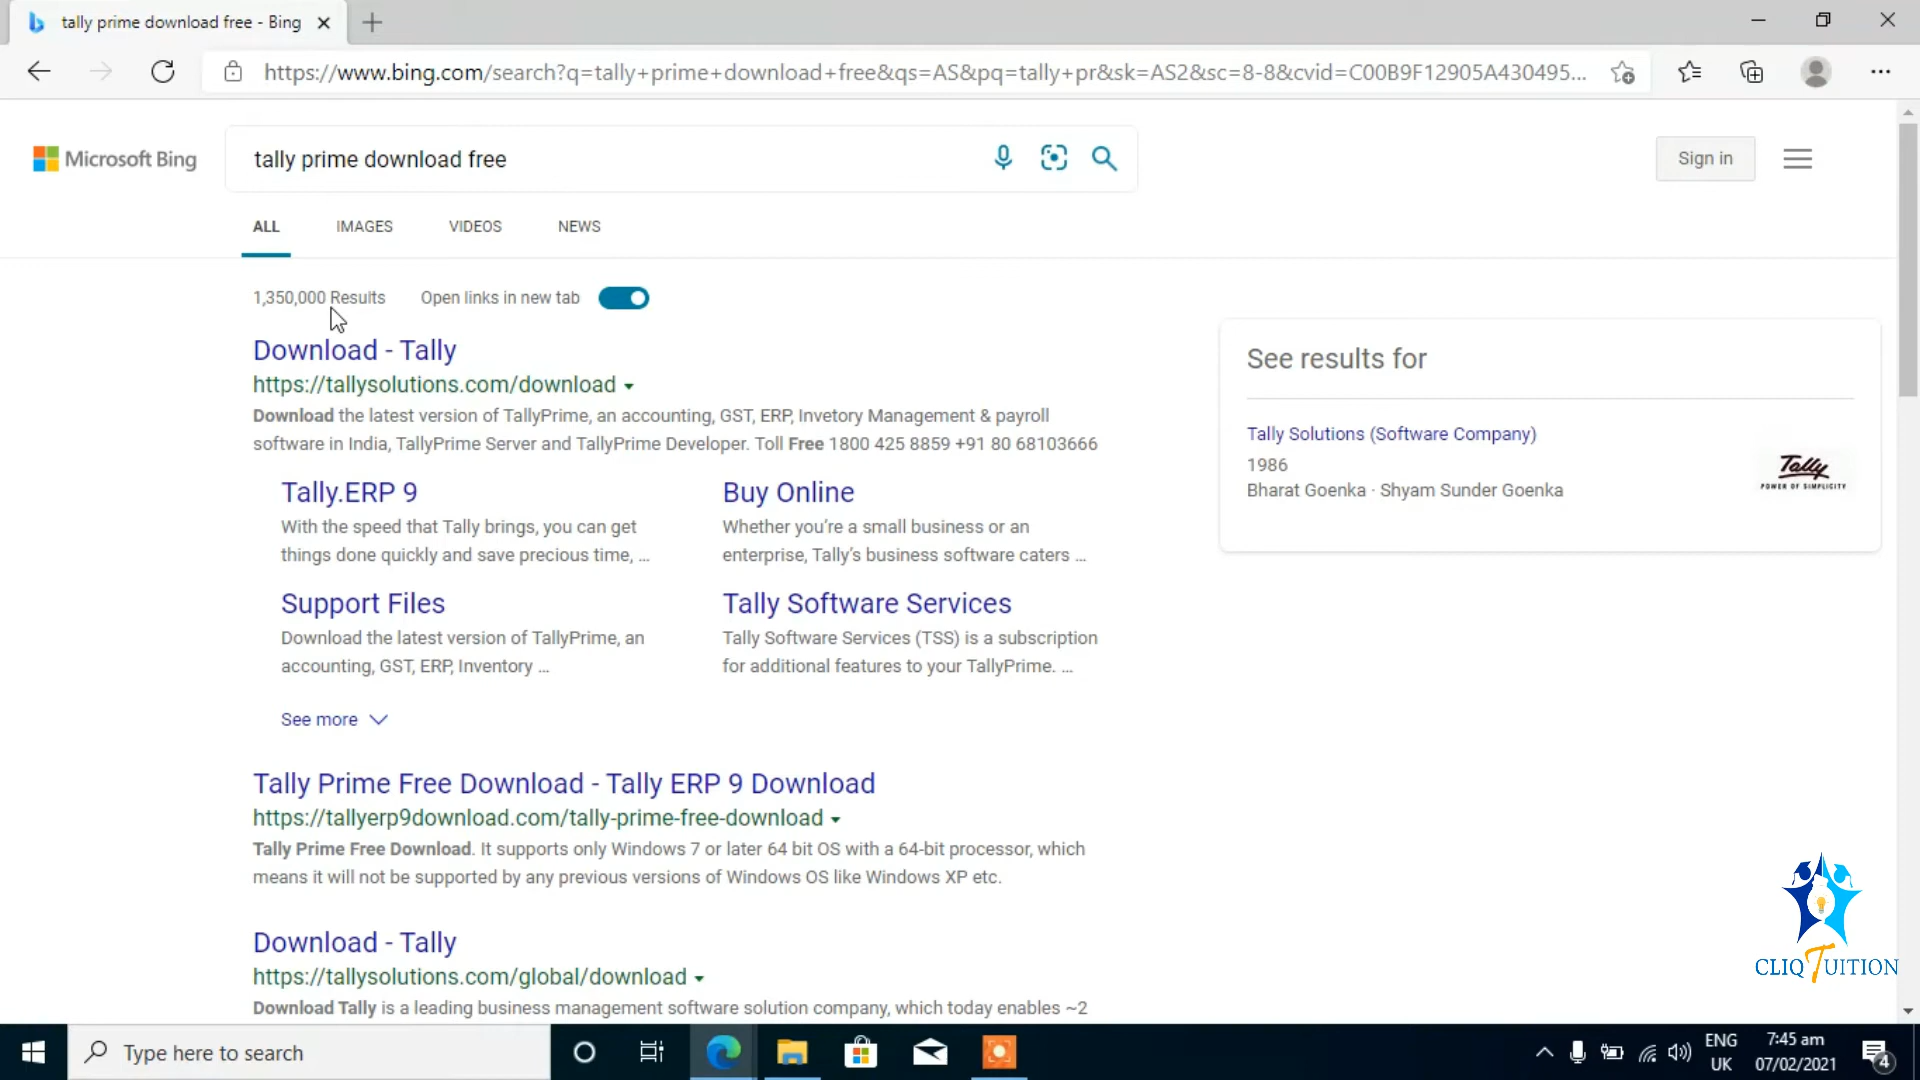 tally prime download free - Bing
https://www.bing.com/search?q=tally+prime+download+free&qs=AS&pq=tally+pr&sk=AS2&sc=8-8&cvid=C00B9F12905A430495...
Microsoft Bing
tally prime download free
Sign in
ALL IMAGES VIDEOS NEWS
1,350,000 Results Open links in new tab
Download - Tally
https://tallysolutions.com/download
Download the latest version of TallyPrime, an accounting, GST, ERP, Invetory Management & payroll
software in India, TallyPrime Server and TallyPrime Developer. Toll Free 1800 425 8859 +91 80 68103666
Tally.ERP 9
With the speed that Tally brings, you can get
things done quickly and save precious time, ...
Buy Online
Whether you're a small business or an
enterprise, Tally's business software caters ...
Support Files
Download the latest version of TallyPrime, an
accounting, GST, ERP, Inventory ...
Tally Software Services
Tally Software Services (TSS) is a subscription
for additional features to your TallyPrime. ...
See more
Tally Prime Free Download - Tally ERP 9 Download
https://tallyerp9download.com/tally-prime-free-download
Tally Prime Free Download. It supports only Windows 7 or later 64 bit OS with a 64-bit processor, which
means it will not be supported by any previous versions of Windows OS like Windows XP etc.
Download - Tally
https://tallysolutions.com/global/download
Download Tally is a leading business management software solution company, which today enables ~2
See results for
Tally Solutions (Software Company)
1986
Bharat Goenka · Shyam Sunder Goenka
Tally
POWER OF SIMPLICITY
CLIQTUITION
Type here to search
ENG
UK
7:45 am
07/02/2021
4